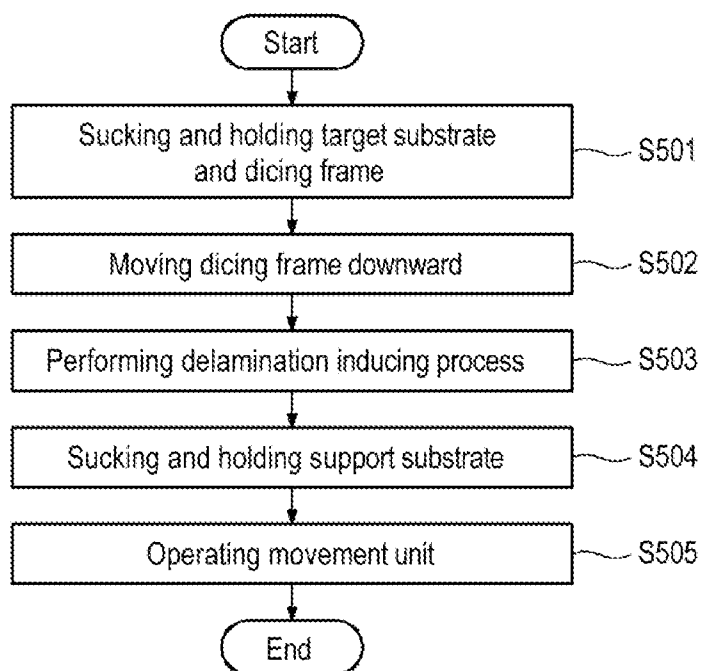 Start
Sucking and holding target substrate
and dicing frame
S501
Moving dicing frame downward
S502
Performing delamination inducing process
S503
Sucking and holding support substrate
S504
Operating movement unit
S505
End